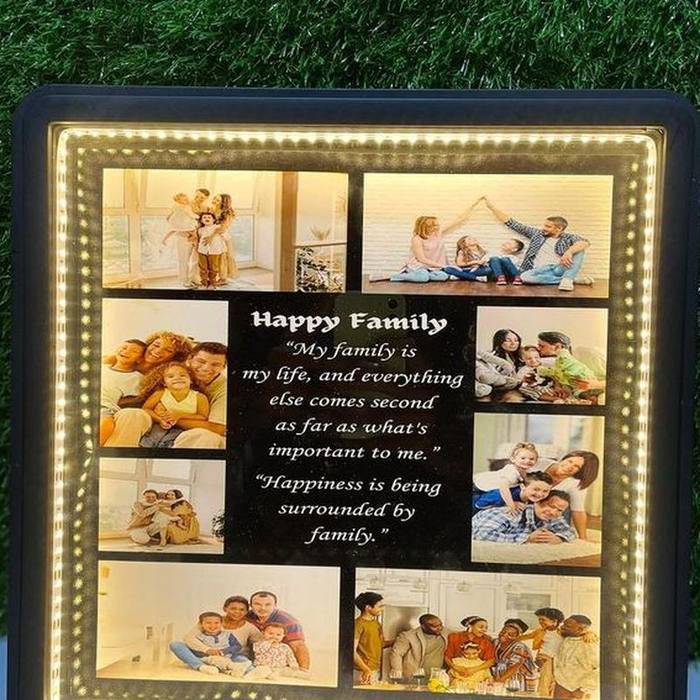 Happy Family
“My family is
my life, and everything
else comes second
as far as what's
important to me.”
“Happiness is being
surrounded by
family.”